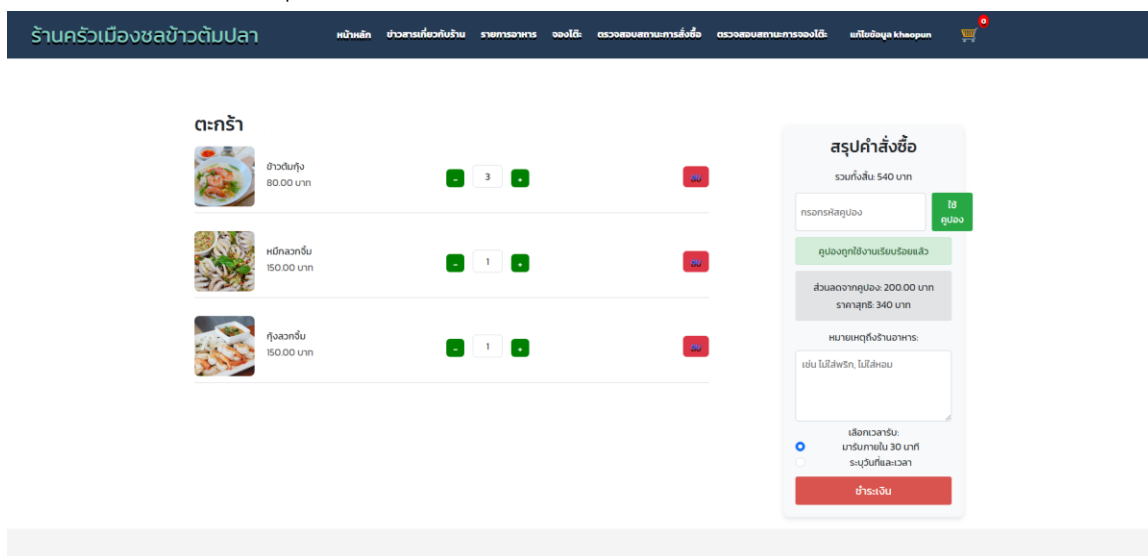 ร้านครัวเมืองชลข้าวต้มปลา
หน้าหลัก ข่าวสารเกี่ยวกับร้าน รายการอาหาร จองโต๊ะ ตรวจสอบสถานะการสั่งซื้อ ตรวจสอบสถานะการจองโต๊ะ แก้ไขข้อมูล khaopun 0
ตะกร้า
ข้าวต้มกุ้ง
80.00 บาท
- 3 +
ลบ
หมึกลวกจิ้ม
150.00 บาท
- 1 +
ลบ
กุ้งลวกจิ้ม
150.00 บาท
- 1 +
ลบ
สรุปคำสั่งซื้อ
รวมทั้งสิ้น: 540 บาท
กรอกรหัสคูปอง
ใช้
คูปอง
คูปองถูกใช้งานเรียบร้อยแล้ว
ส่วนลดจากคูปอง: 200.00 บาท
ราคาสุทธิ: 340 บาท
หมายเหตุถึงร้านอาหาร:
เช่น ไม่ใส่พริก, ไม่ใส่หอม
เลือกเวลารับ:
มารับภายใน 30 นาที
ระบุวันที่และเวลา
ชำระเงิน